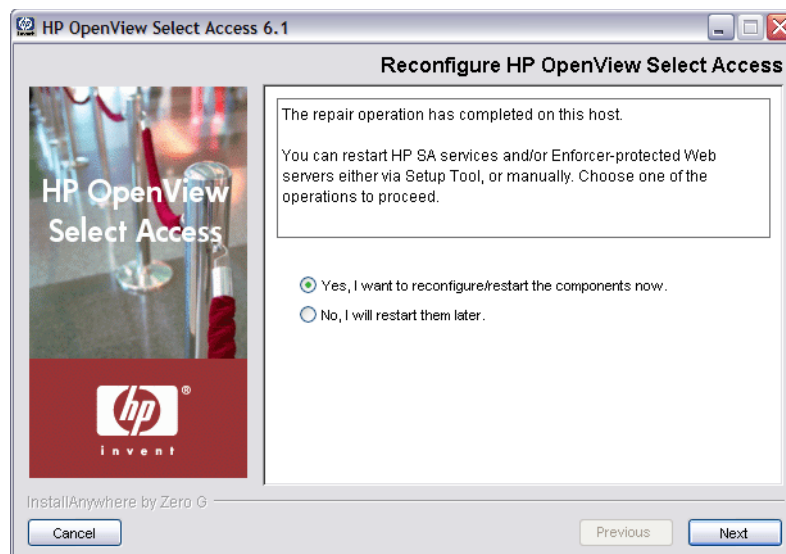 HP OpenView Select Access 6.1
Reconfigure HP OpenView Select Access
HP OpenView
Select Access
hp
®
invent
The repair operation has completed on this host.
You can restart HP SA services and/or Enforcer-protected Web
servers either via Setup Tool, or manually. Choose one of the
operations to proceed.
Yes, I want to reconfigure/restart the components now.
No, I will restart them later.
InstallAnywhere by Zero G
Cancel
Previous
Next